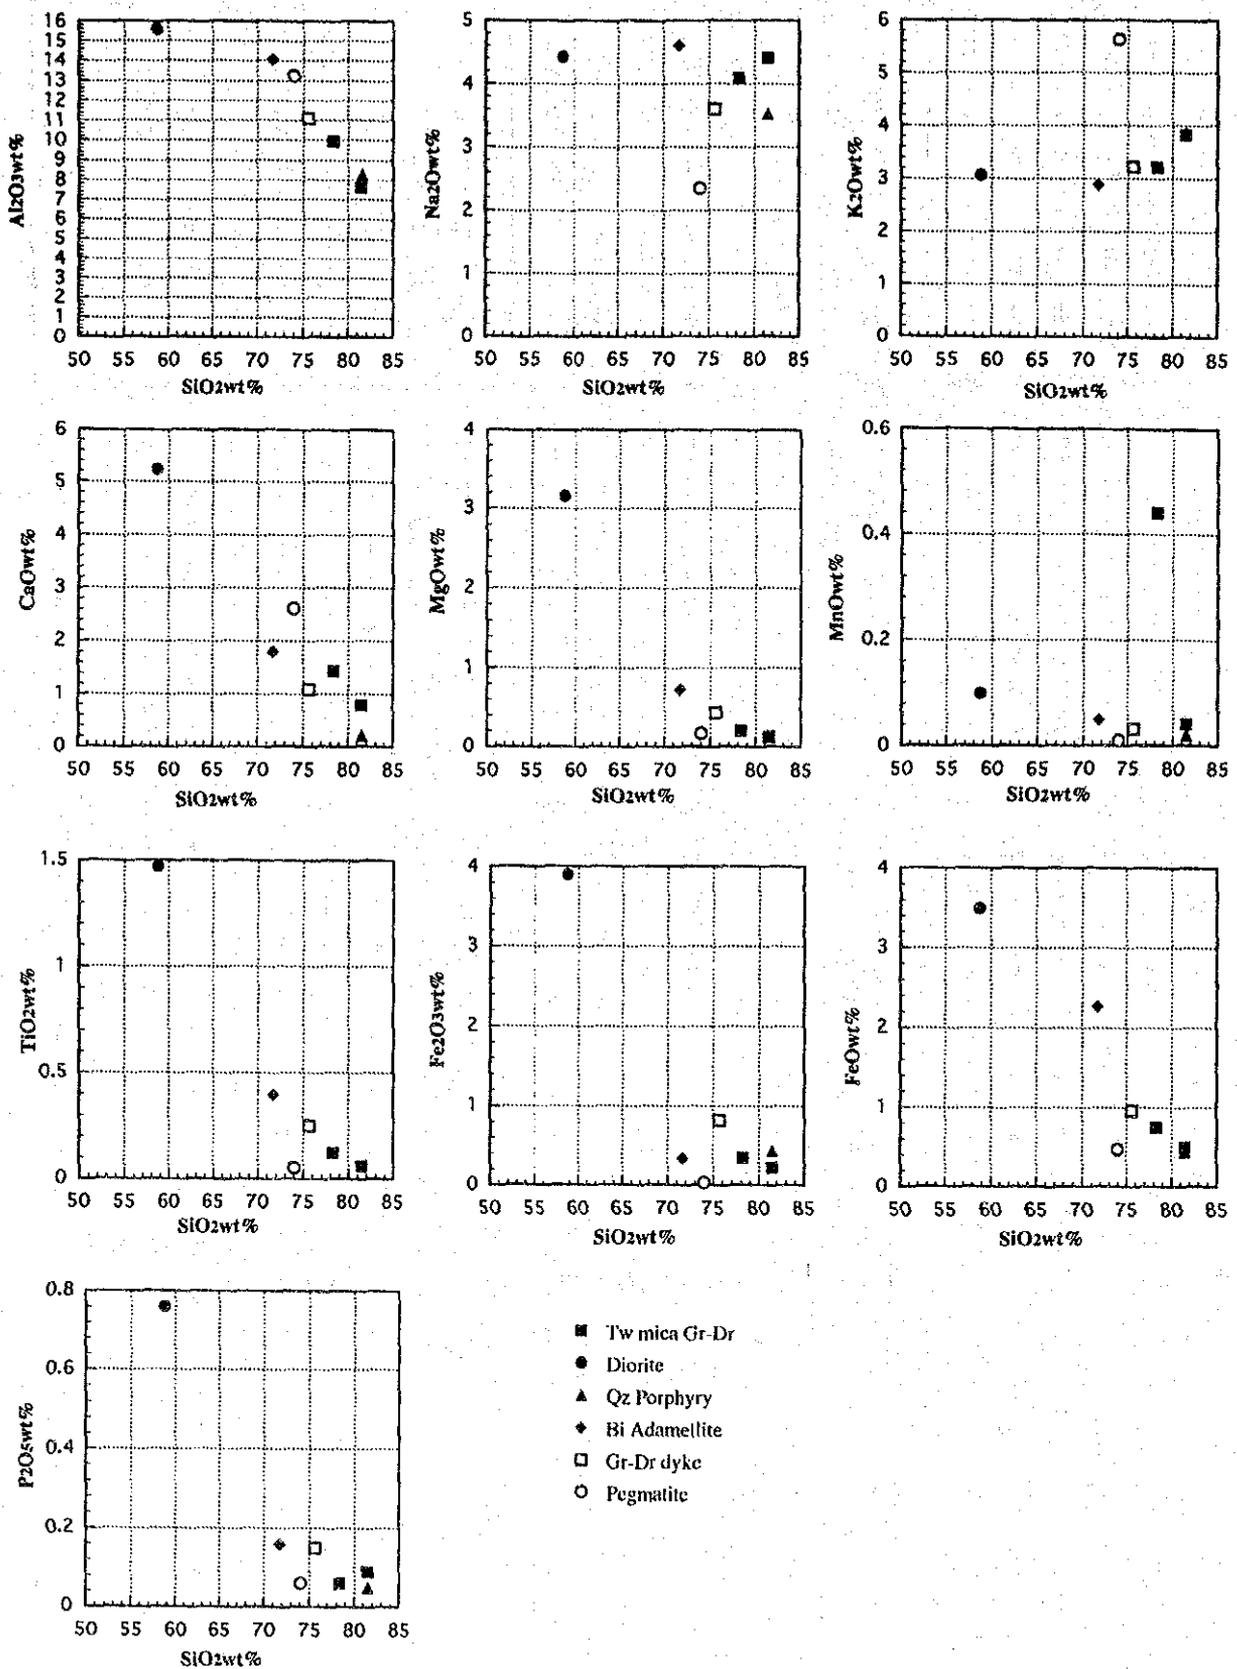 Al2O3wt%
16
15
14
13
12
11
10
9
8
7
6
5
4
3
2
1
0
50 55 60 65 70 75 80 85
SiO2wt%
Na2Owt%
5
4
3
2
1
0
50 55 60 65 70 75 80 85
SiO2wt%
K2Owt%
6
5
4
3
2
1
0
50 55 60 65 70 75 80 85
SiO2wt%
CaOwt%
6
5
4
3
2
1
0
50 55 60 65 70 75 80 85
SiO2wt%
MgOwt%
4
3
2
1
0
50 55 60 65 70 75 80 85
SiO2wt%
MnOwt%
0.6
0.4
0.2
0
50 55 60 65 70 75 80 85
SiO2wt%
TiO2wt%
1.5
1
0.5
0
50 55 60 65 70 75 80 85
SiO2wt%
Fe2O3wt%
4
3
2
1
0
50 55 60 65 70 75 80 85
SiO2wt%
FeOwt%
4
3
2
1
0
50 55 60 65 70 75 80 85
SiO2wt%
P2O5wt%
0.8
0.6
0.4
0.2
0
50 55 60 65 70 75 80 85
SiO2wt%
Tw mica Gr-Dr
Diorite
Qz Porphyry
Bi Adamellite
Gr-Dr dyke
Pegmatite